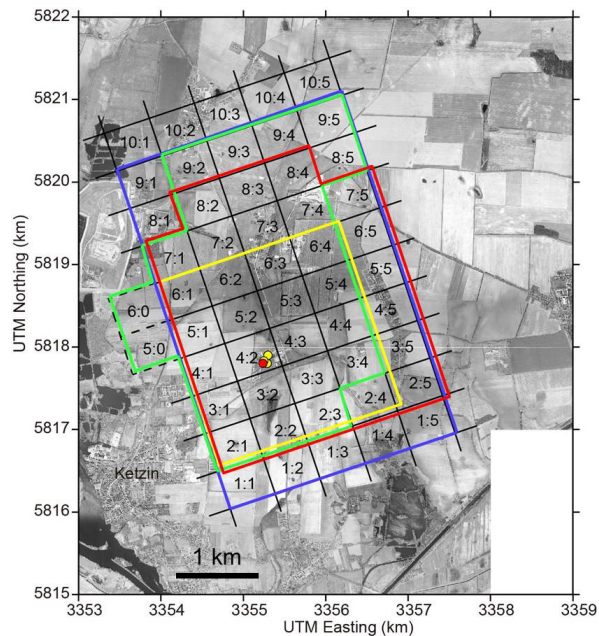 5822
5821
5820
5819
5818
5817
5816
5815
UTM Northing (km)
10:1 10:2 10:3 10:4 10:5
9:1 9:2 9:3 9:4 9:5
8:1 8:2 8:3 8:4 8:5
7:1 7:2 7:3 7:4 7:5
6:0 6:1 6:2 6:3 6:4 6:5
5:0 5:1 5:2 5:3 5:4 5:5
4:1 4:2 4:3 4:4 4:5
3:1 3:2 3:3 3:4 3:5
2:1 2:2 2:3 2:4 2:5
1:1 1:2 1:3 1:4 1:5
Ketzin
1 km
3353 3354 3355 3356 3357 3358 3359
UTM Easting (km)